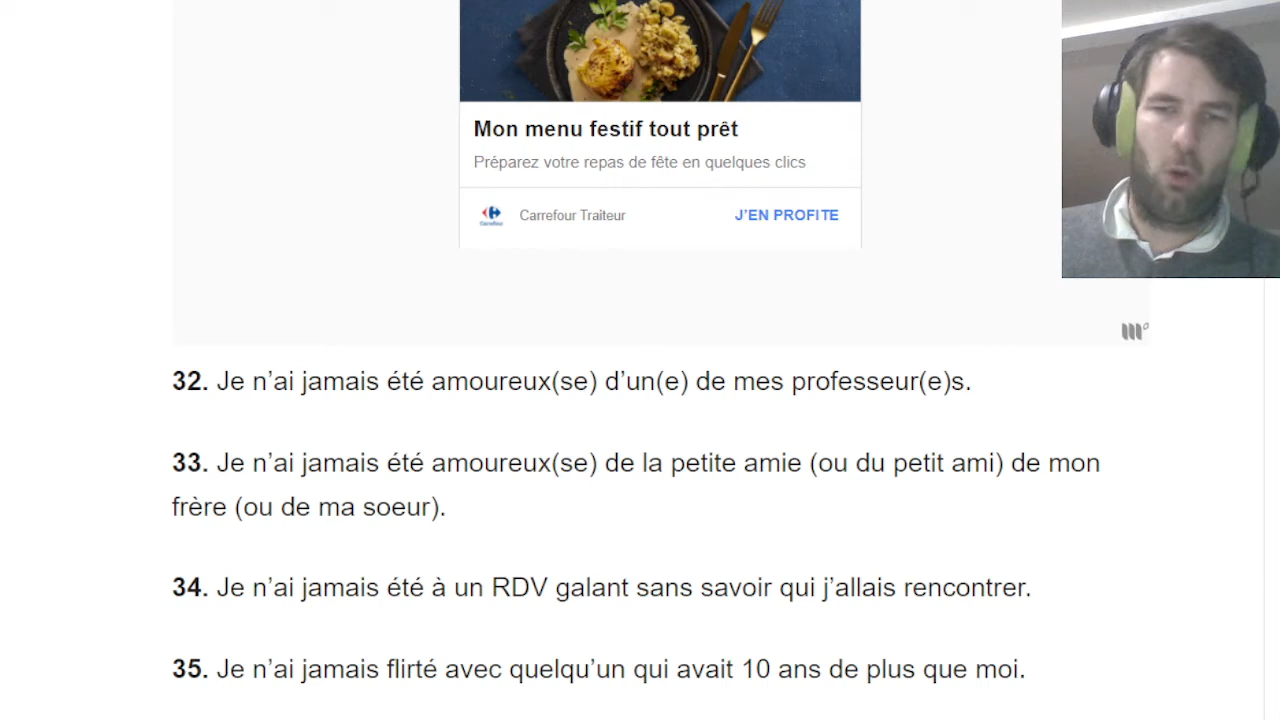 Mon menu festif tout prêt
Préparez votre repas de fête en quelques clics
Carrefour
Carrefour Traiteur
J'EN PROFITE
32. Je n’ai jamais été amoureux(se) d’un(e) de mes professeur(e)s.
33. Je n’ai jamais été amoureux(se) de la petite amie (ou du petit ami) de mon
frère (ou de ma soeur).
34. Je n’ai jamais été à un RDV galant sans savoir qui j’allais rencontrer.
35. Je n’ai jamais flirté avec quelqu’un qui avait 10 ans de plus que moi.